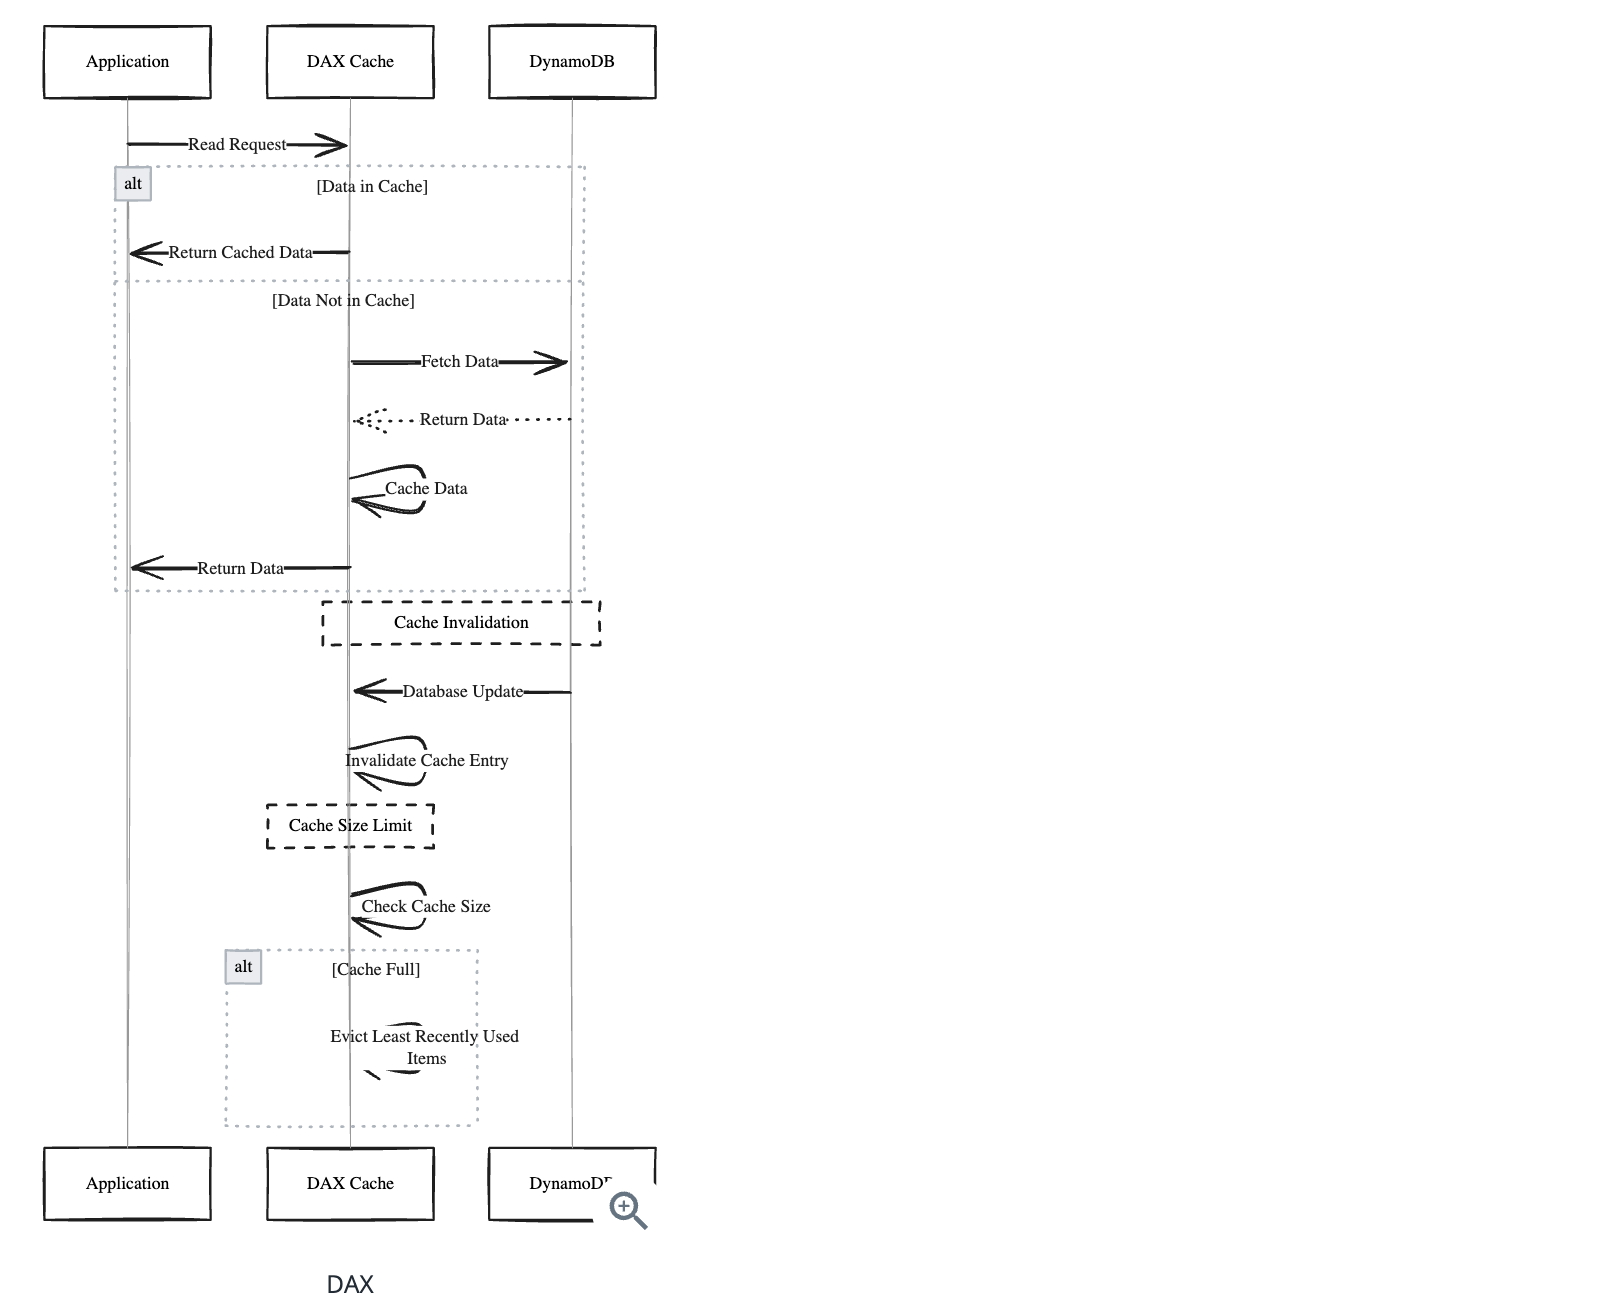 Application
DAX Cache
DynamoDB
Read Request
alt
[Data in Cache]
Return Cached Data
[Data Not in Cache]
Fetch Data
Return Data
Cache Data
Return Data
Cache Invalidation
Database Update
Invalidate Cache Entry
Cache Size Limit
Check Cache Size
alt
[Cache Full]
Evict Least Recently Used
Items
Application
DAX Cache
DynamoDB
DAX